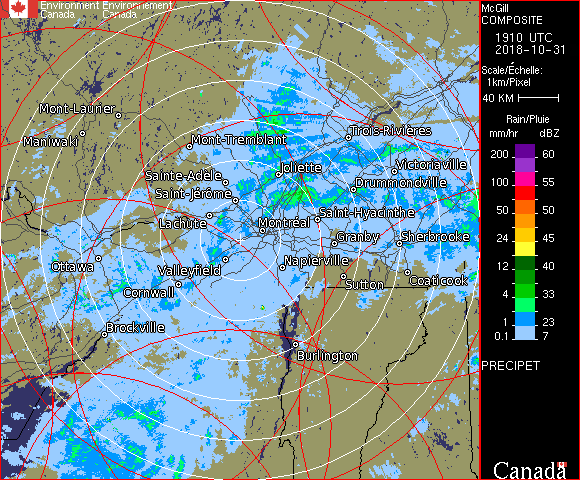 Environment Environnement
Canada Canada
McGill
COMPOSITE
1910 UTC
2018-10-31
Scale/Échelle:
1km/Pixel
40 KM
Rain/Pluie
mm/hr dBZ
200 60
100 55
50 50
24 45
12 40
4 33
1 23
0.1 7
PRECIPET
Canada
Mont-Laurier
Maniwaki
Mont-Tremblant
Trois-Rivières
Sainte-Adèle
Joliette
Victoriaville
Saint-Jérôme
Drummondville
Lachute
Montréal
Saint-Hyacinthe
Granby
Sherbrooke
Ottawa
Valleyfield
Napierville
Cornwall
Sutton
Coaticook
Brockville
Burlington